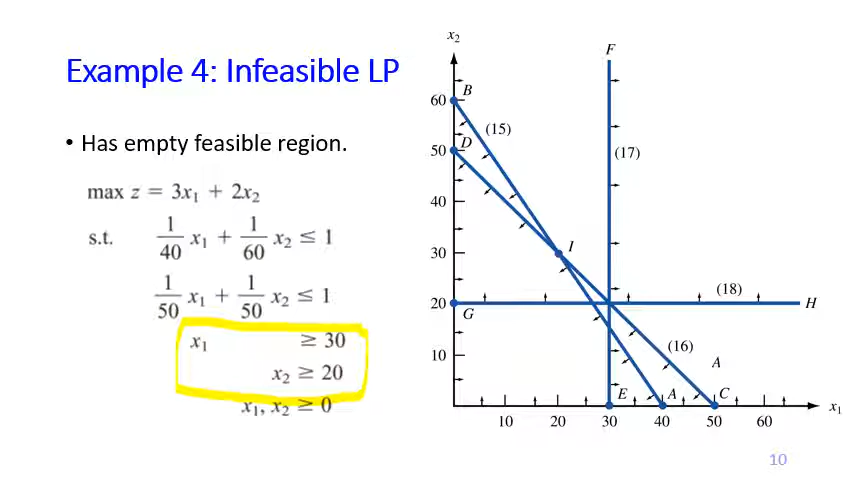 Example 4: Infeasible LP
• Has empty feasible region.
max z = 3x₁ + 2x₂
s.t. 1/40 x₁ + 1/60 x₂ ≤ 1
1/50 x₁ + 1/50 x₂ ≤ 1
x₁ ≥ 30
x₂ ≥ 20
x₁, x₂ ≥ 0
x₂
F
60 B
(15)
50 D
(17)
40
30 I
(18)
20 G H
(16)
10
A
E A C
x₁
10 20 30 40 50 60
10